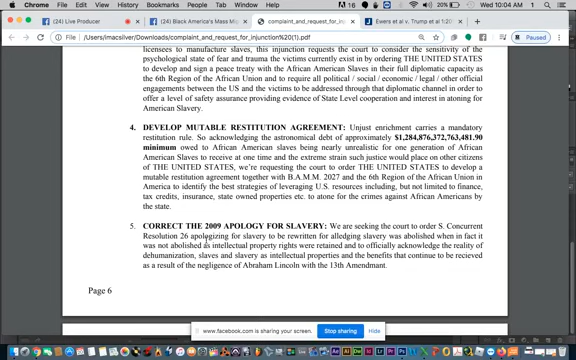 Chrome File Edit View History Bookmarks People Tab Window Help
Wed 10:04 AM
(21) Live Producer
(2) Black America's Mass M
complaint_and_request_for_inj
Ewers et al v. Trump et al 1:20
complaint_and_request_for_injunction%20(1).pdf
Paused
licenses to manufacture slaves, this injunction requests the court to consider the sensitivity of the
psychological state of fear and trauma the victims currently exist in by ordering THE UNITED STATES
to develop and sign a peace treaty with the African American Slaves in their full diplomatic capacity as
the 6th Region of the African Union and to require all political / social / economic / legal / other official
engagements between the US and the victims to be addressed through that diplomatic channel in order to
offer a level of safety assurance providing evidence of State Level cooperation and interest in atoning for
American Slavery.
4. DEVELOP MUTABLE RESTITUTION AGREEMENT: Unjust enrichment carries a mandatory
restitution rule. So acknowledging the astronomical debt of approximately $1,284,876,372,763,481.90
minimum owed to African American slaves being nearly unrealistic for one generation of African
American Slaves to receive at one time and the extreme strain such justice would place on other citizens
of THE UNITED STATES, we're requesting the court to order THE UNITED STATES to develop a
mutable restitution agreement together with B.A.M.M. 2027 and the 6th Region of the African Union in
America to identify the best strategies of leveraging U.S. resources including, but not limited to finance,
tax credits, insurance, state owned properties etc. to atone for the crimes against African Americans by
the state.
5. CORRECT THE 2009 APOLOGY FOR SLAVERY: We are seeking the court to order S. Concurrent
Resolution 26 apologizing for slavery to be rewritten for alledging slavery was abolished when in fact it
was not abolished as intellectual property rights were retained and to officially acknowledge the reality of
dehumanization, slaves and slavery as intellectual properties and the benefits that continue to be recieved
as a result of the negligence of Abraham Lincoln with the 13th Amendmant.
Page 6
www.facebook.com is sharing your screen.
Stop sharing
Hide